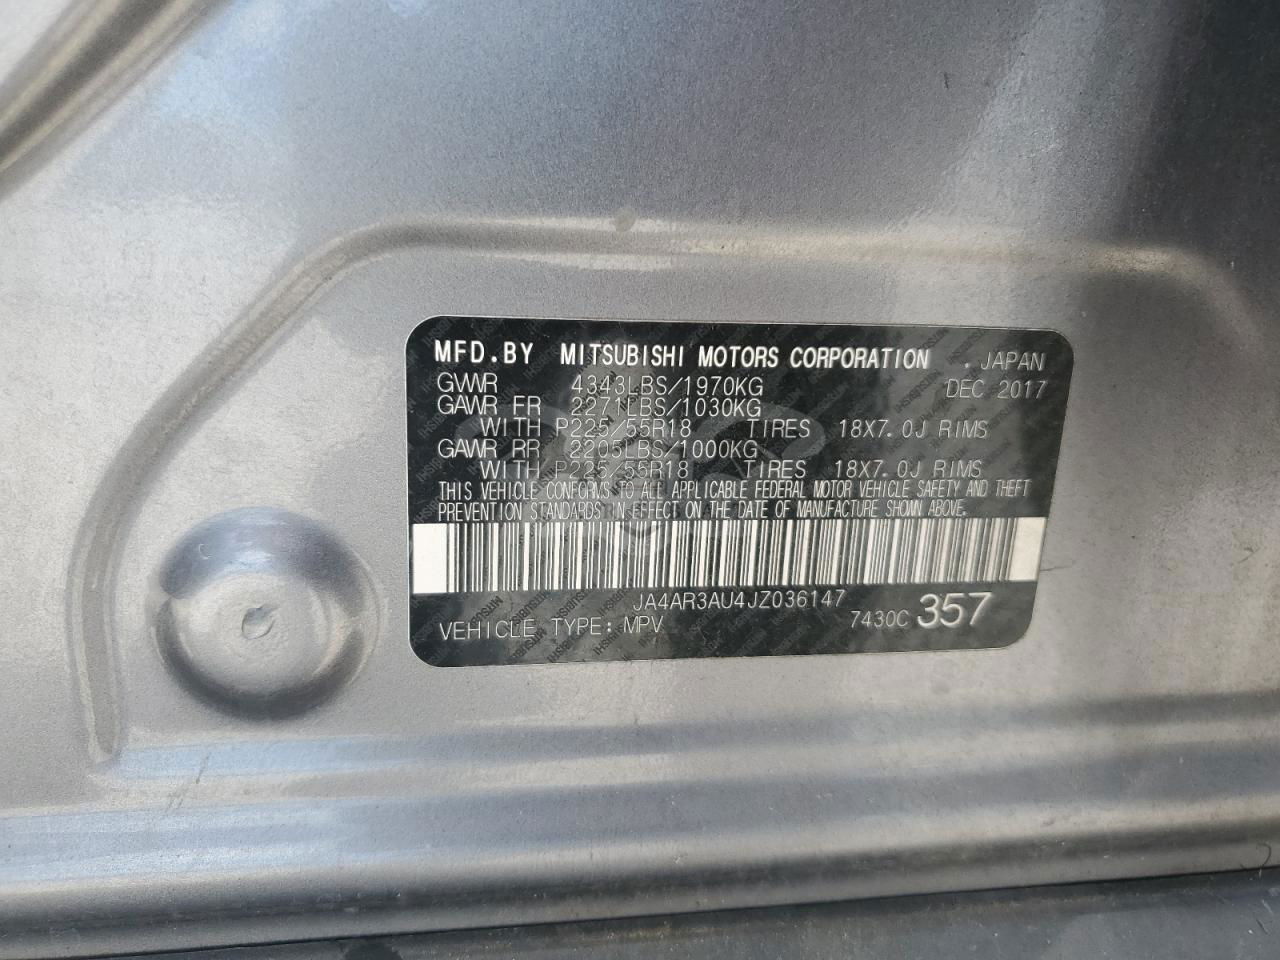 MFD.BY MITSUBISHI MOTORS CORPORATION .JAPAN
GVWR 4343LBS/1970KG DEC 2017
GAWR FR 2271LBS/1030KG
WITH P225/55R18 TIRES 18X7.0J RIMS
GAWR RR 2205LBS/1000KG
WITH P225/55R18 TIRES 18X7.0J RIMS
THIS VEHICLE CONFORMS TO ALL APPLICABLE FEDERAL MOTOR VEHICLE SAFETY AND THEFT
PREVENTION STANDARDS IN EFFECT ON THE DATE OF MANUFACTURE SHOWN ABOVE.
JA4AR3AU4JZ036147
VEHICLE TYPE: MPV 7430C 357